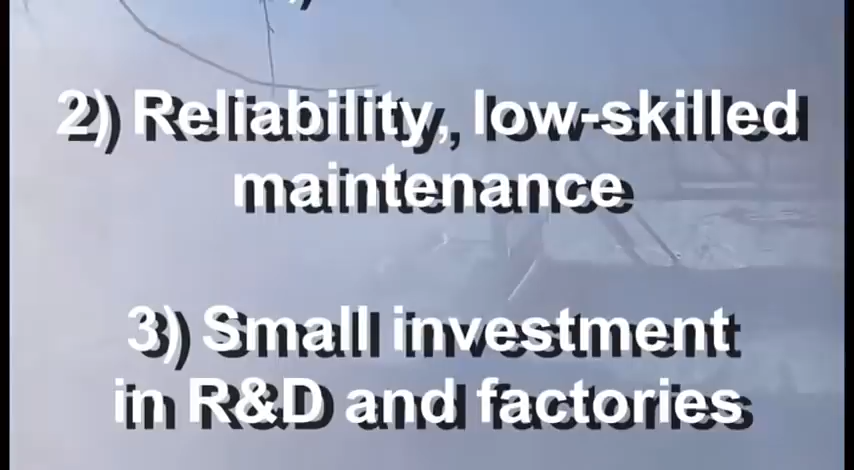 2) Reliability, low-skilled
maintenance
3) Small investment
in R&D and factories